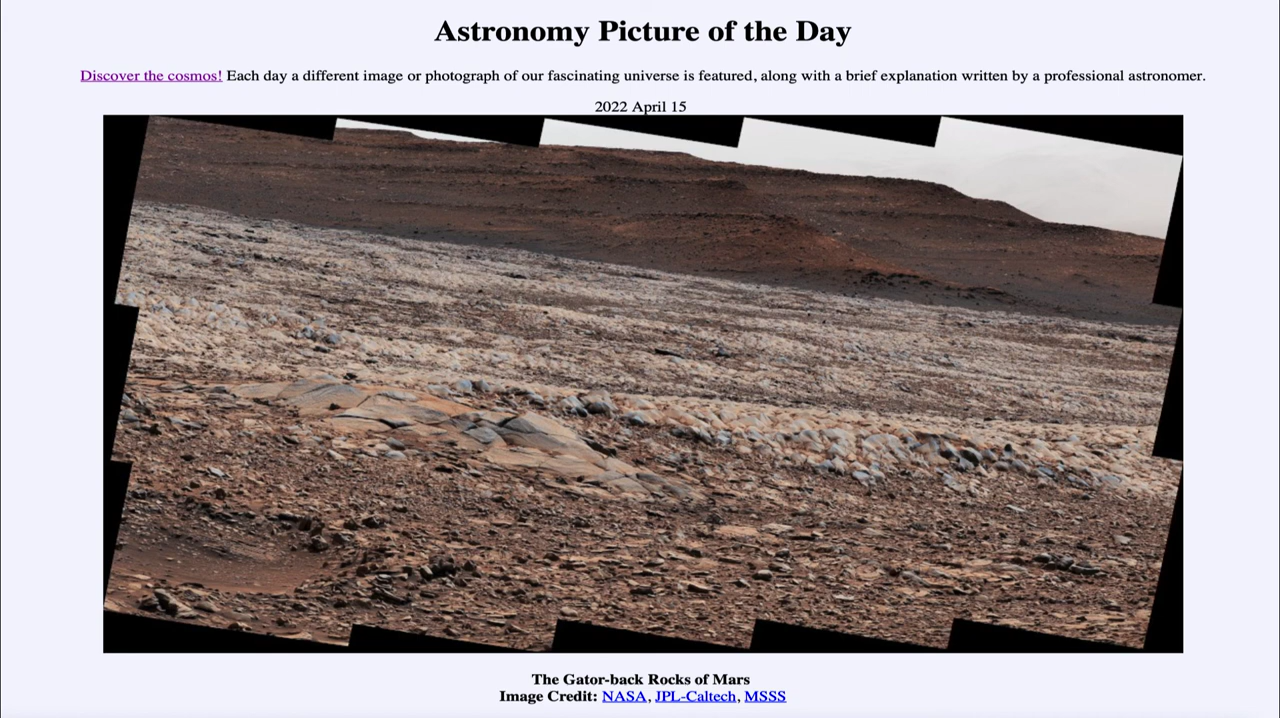 Astronomy Picture of the Day
Discover the cosmos! Each day a different image or photograph of our fascinating universe is featured, along with a brief explanation written by a professional astronomer.
2022 April 15
The Gator-back Rocks of Mars
Image Credit: NASA, JPL-Caltech, MSSS